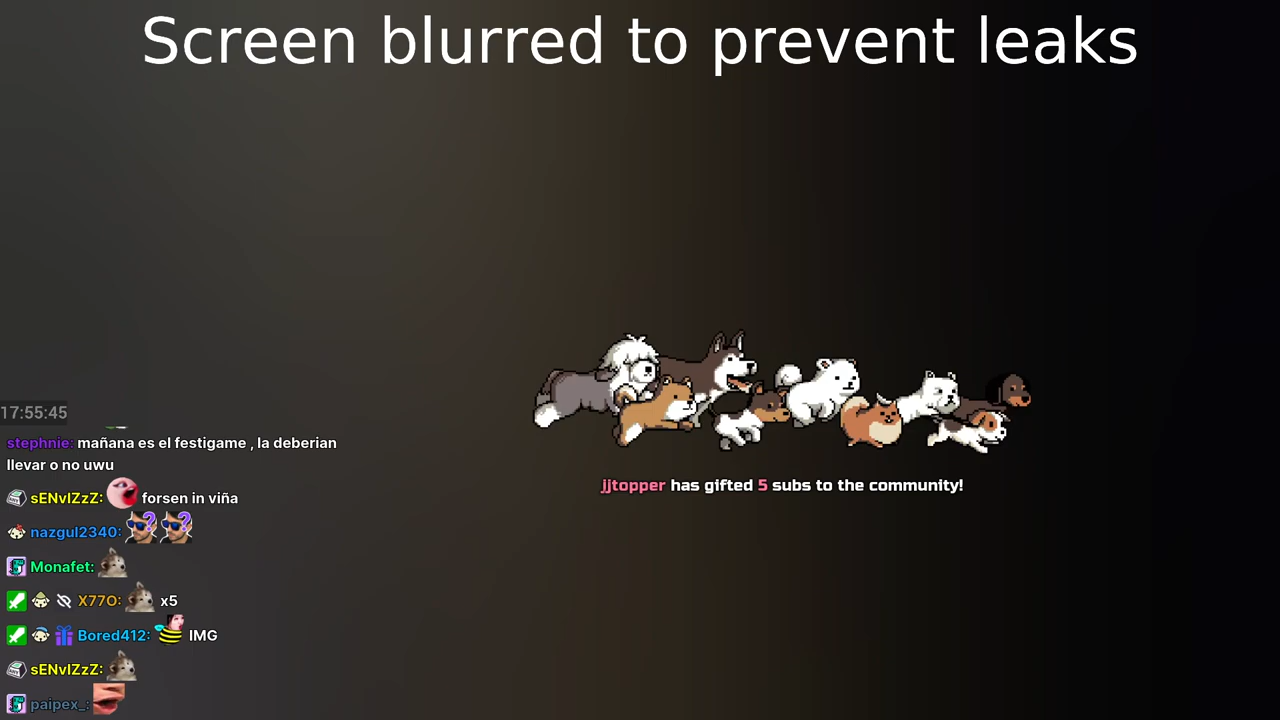 Screen blurred to prevent leaks
17:55:45
stephnie: mañana es el festigame , la deberian
llevar o no uwu
sENvIZzZ: forsen in viña
nazgul2340:
Monafet:
X77O: x5
Bored412: IMG
sENvIZzZ:
paipex_:
jjtopper has gifted 5 subs to the community!